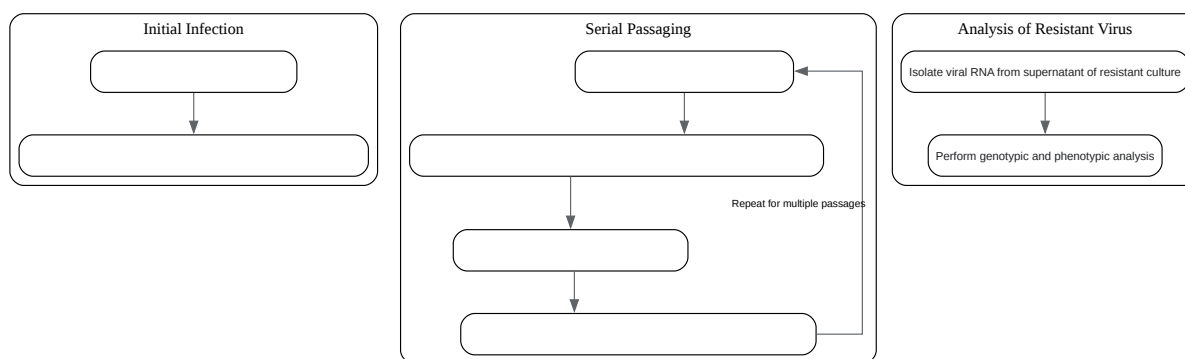 Initial Infection
Serial Passaging
Repeat for multiple passages
Analysis of Resistant Virus
Isolate viral RNA from supernatant of resistant culture
Perform genotypic and phenotypic analysis